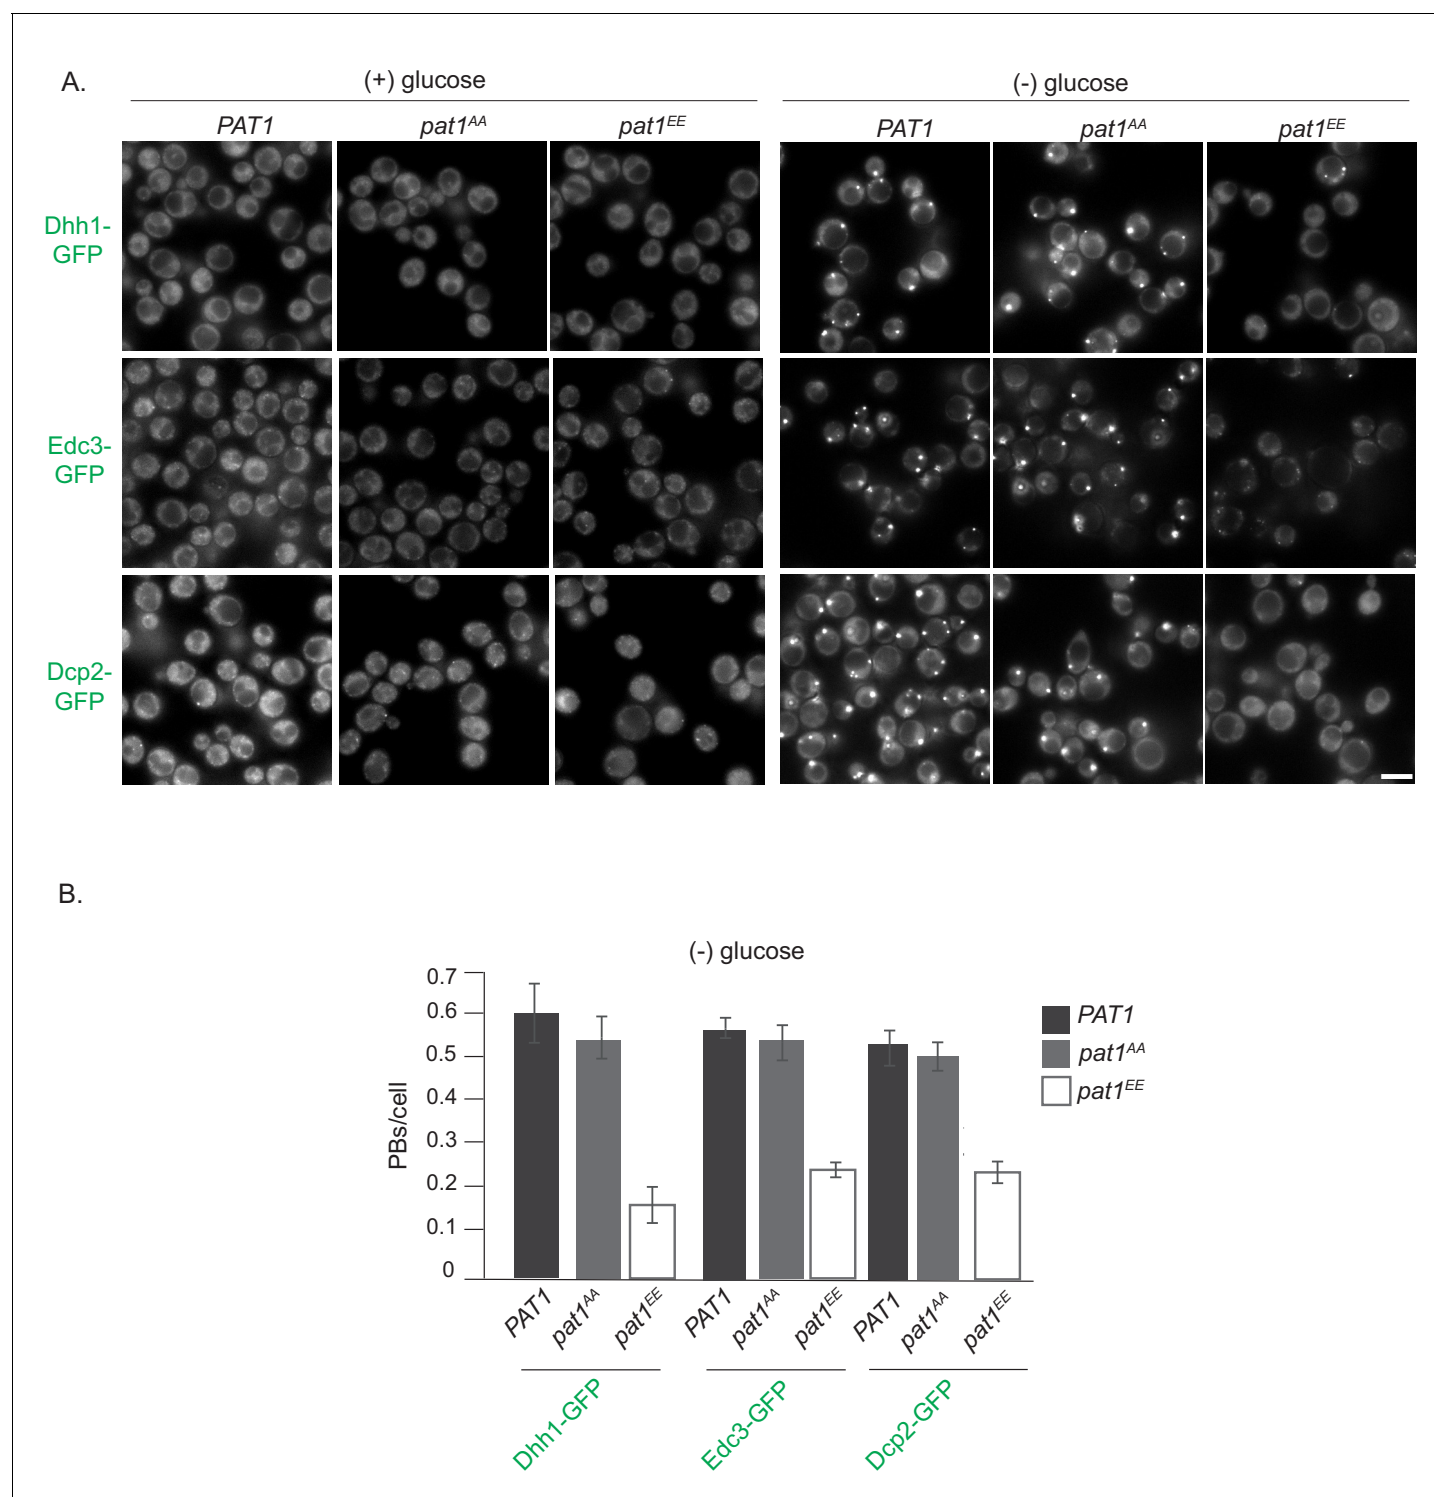 A.
(+) glucose
(-) glucose
PAT1 pat1AA pat1EE PAT1 pat1AA pat1EE
Dhh1-
GFP
Edc3-
GFP
Dcp2-
GFP
B.
(-) glucose
0.7
0.6
0.5
0.4
0.3
0.2
0.1
0
PBs/cell
PAT1
pat1AA
pat1EE
PAT1 pat1AA pat1EE PAT1 pat1AA pat1EE PAT1 pat1AA pat1EE
Dhh1-GFP Edc3-GFP Dcp2-GFP